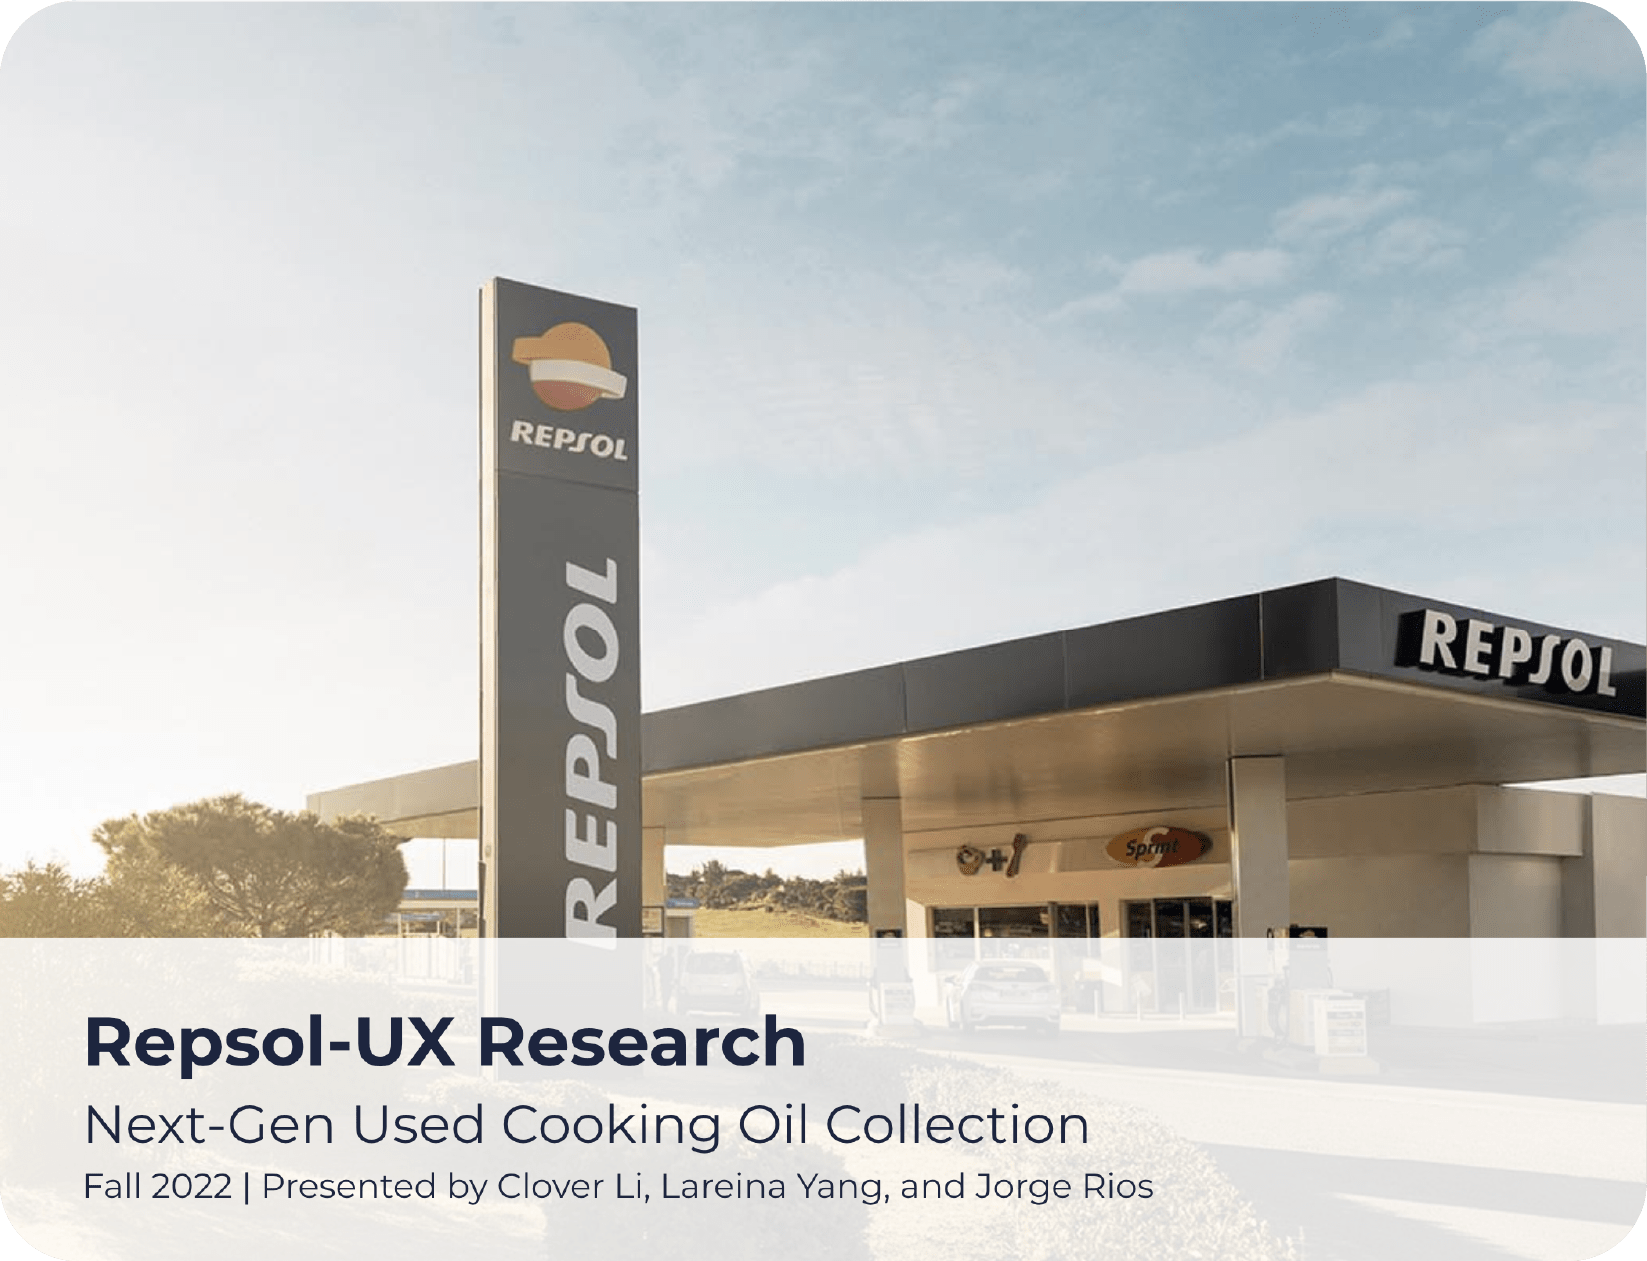 REPSOL
REPSOL
REPSOL
Sprint
Repsol-UX Research
Next-Gen Used Cooking Oil Collection
Fall 2022 | Presented by Clover Li, Lareina Yang, and Jorge Rios